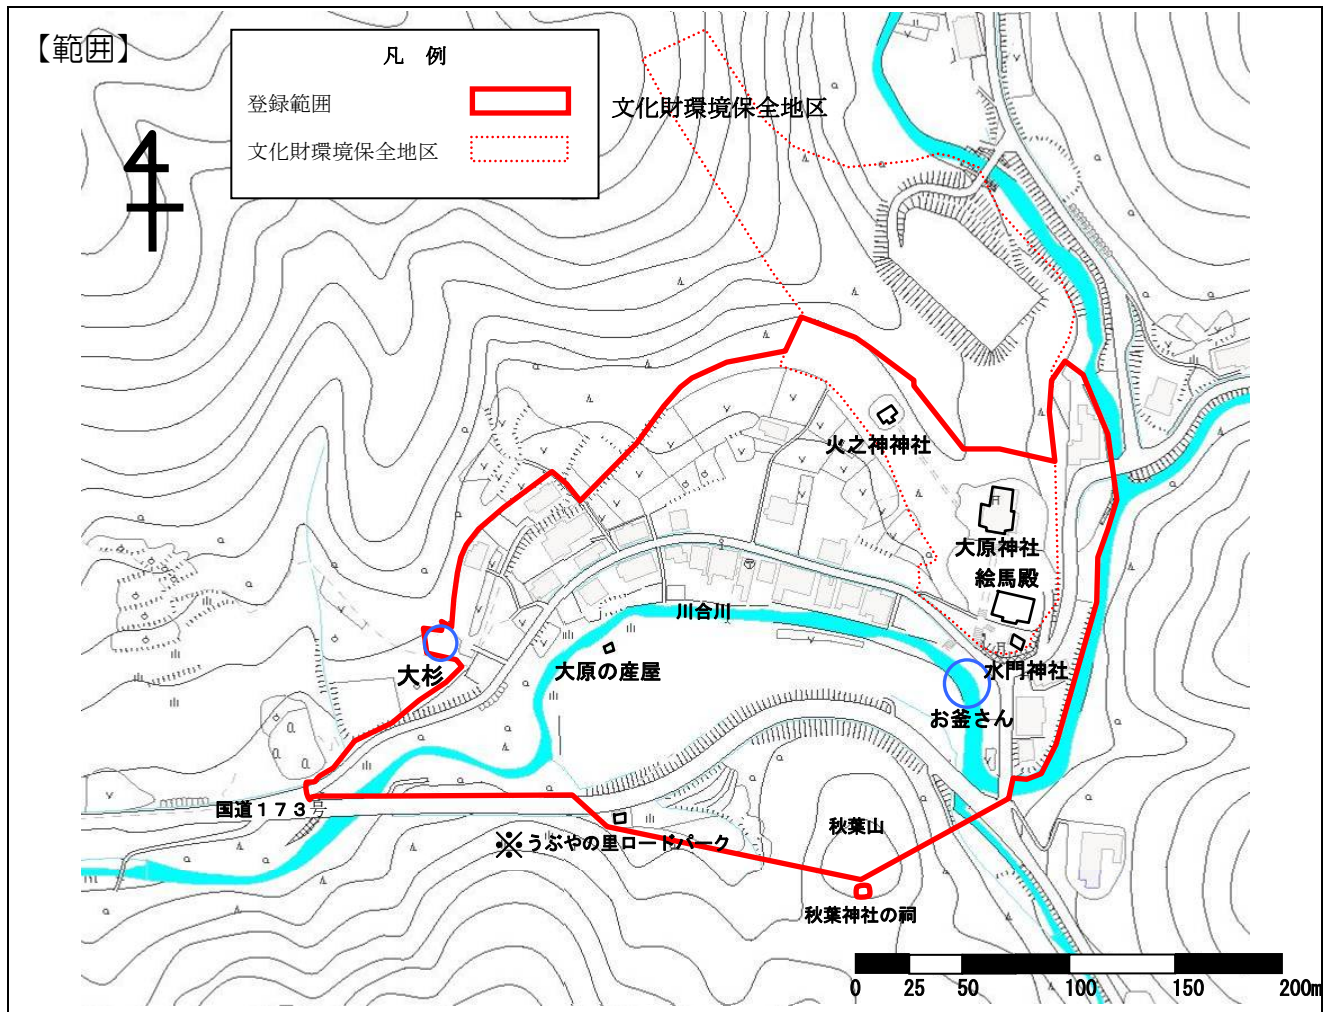 【範囲】
凡 例
登録範囲
文化財環境保全地区
文化財環境保全地区
火之神神社
大原神社
絵馬殿
川合川
水門神社
大原の産屋
大杉
お釜さん
国道173号
※うぶやの里ロードパーク
秋葉山
秋葉神社の祠
0 25 50 100 150 200m